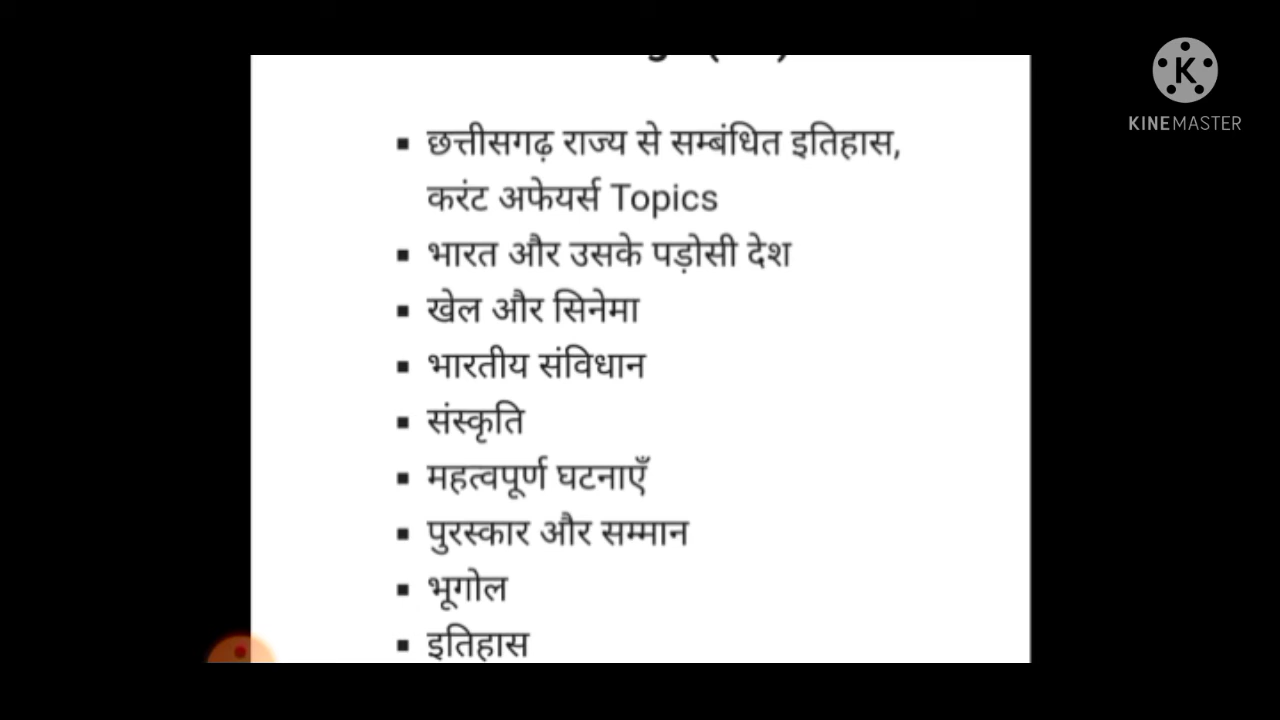 छत्तीसगढ़ राज्य से सम्बंधित इतिहास,
करंट अफेयर्स Topics
भारत और उसके पड़ोसी देश
खेल और सिनेमा
भारतीय संविधान
संस्कृति
महत्वपूर्ण घटनाएँ
पुरस्कार और सम्मान
भूगोल
इतिहास
K
KINEMASTER